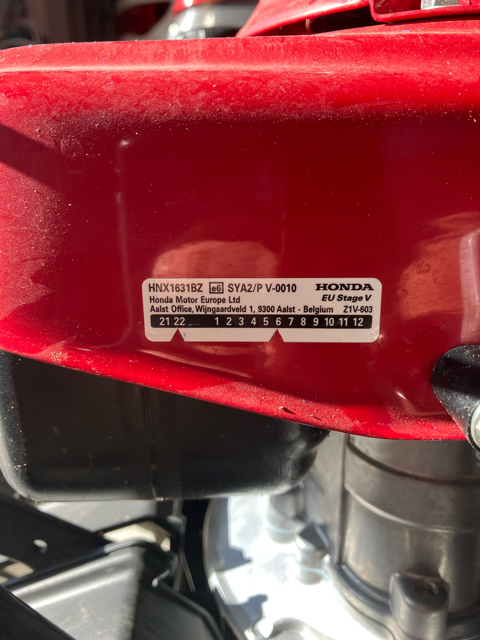 HNX1631BZ e6 SYA2/P V-0010 HONDA
Honda Motor Europe Ltd EU Stage V
Aalst Office, Wijngaardveld 1, 9300 Aalst - Belgium Z1V-603
21 22 1 2 3 4 5 6 7 8 9 10 11 12